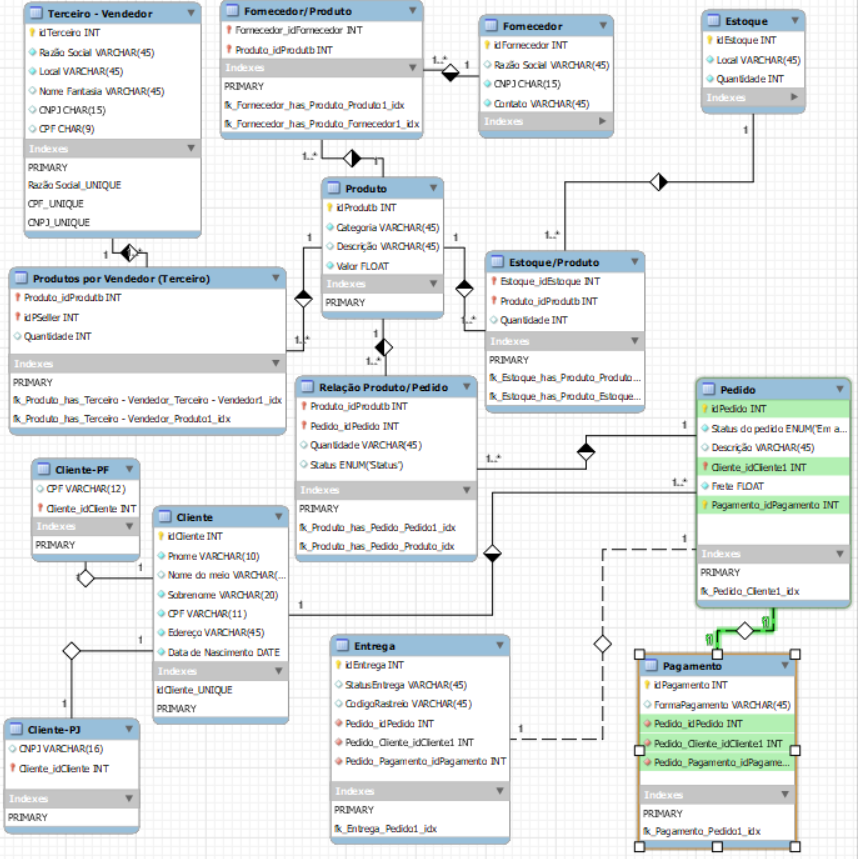 Terceiro - Vendedor
idTerceiro INT
Razão Social VARCHAR(45)
Local VARCHAR(45)
Nome Fantasia VARCHAR(45)
CNPJ CHAR(15)
CPF CHAR(9)
Indexes
PRIMARY
Razão Social_UNIQUE
CPF_UNIQUE
CNPJ_UNIQUE
Fornecedor/Produto
Fornecedor_idFornecedor INT
Produto_idProdutb INT
Indexes
PRIMARY
fk_Fornecedor_has_Produto_Produto1_idx
fk_Fornecedor_has_Produto_Fornecedor1_idx
1..*
1
Fornecedor
idFornecedor INT
Razão Social VARCHAR(45)
CNPJ CHAR(15)
Contato VARCHAR(45)
Indexes
Estoque
idEstoque INT
Local VARCHAR(45)
Quantidade INT
Indexes
1
1..*
1..*
1
Produto
idProdutb INT
Categoria VARCHAR(45)
Descrição VARCHAR(45)
Valor FLOAT
Indexes
PRIMARY
1
1
1..*
1..*
1
1..*
1
Produtos por Vendedor (Terceiro)
Produto_idProdutb INT
idPSeller INT
Quantidade INT
Indexes
PRIMARY
fk_Produto_has_Terceiro - Vendedor_Terceiro - Vendedor1_idx
fk_Produto_has_Terceiro - Vendedor_Produto1_idx
Estoque/Produto
Estoque_idEstoque INT
Produto_idProdutb INT
Quantidade INT
Indexes
PRIMARY
fk_Estoque_has_Produto_Produto...
fk_Estoque_has_Produto_Estoque...
Relação Produto/Pedido
Produto_idProdutb INT
Pedido_idPedido INT
Quantidade VARCHAR(45)
Status ENUM('Status')
Indexes
PRIMARY
fk_Produto_has_Pedido_Pedido1_idx
fk_Produto_has_Pedido_Produto_idx
1
1..*
1..*
Pedido
idPedido INT
Status do pedido ENUM('Em a...
Descrição VARCHAR(45)
Cliente_idCliente1 INT
Frete FLOAT
Pagamento_idPagamento INT
Indexes
PRIMARY
fk_Pedido_Cliente1_idx
1
Cliente-PF
CPF VARCHAR(12)
Cliente_idCliente INT
Indexes
PRIMARY
1
Cliente
idCliente INT
Pname VARCHAR(10)
Nome do meio VARCHAR(...
Sobrename VARCHAR(20)
CPF VARCHAR(11)
Edereço VARCHAR(45)
Data de Nascimento DATE
Indexes
idCliente_UNIQUE
PRIMARY
1
1
1
Cliente-PJ
CNPJ VARCHAR(16)
Cliente_idCliente INT
Indexes
PRIMARY
Entrega
idEntrega INT
StatusEntrega VARCHAR(45)
CodigoRastreio VARCHAR(45)
Pedido_idPedido INT
Pedido_Cliente_idCliente1 INT
Pedido_Pagamento_idPagamento INT
Indexes
PRIMARY
fk_Entrega_Pedido1_idx
1
1
1
Pagamento
idPagamento INT
FormaPagamento VARCHAR(45)
Pedido_idPedido INT
Pedido_Cliente_idCliente1 INT
Pedido_Pagamento_idPagame...
Indexes
PRIMARY
fk_Pagamento_Pedido1_idx